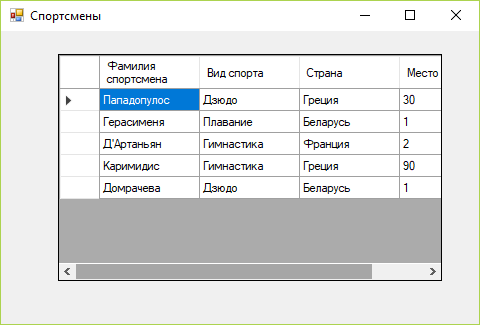 Спортсмены
Фамилия спортсмена Вид спорта Страна Место
Пападопулос Дзюдо Греция 30
Герасименя Плавание Беларусь 1
Д'Артаньян Гимнастика Франция 2
Каримидис Гимнастика Греция 90
Домрачева Дзюдо Беларусь 1